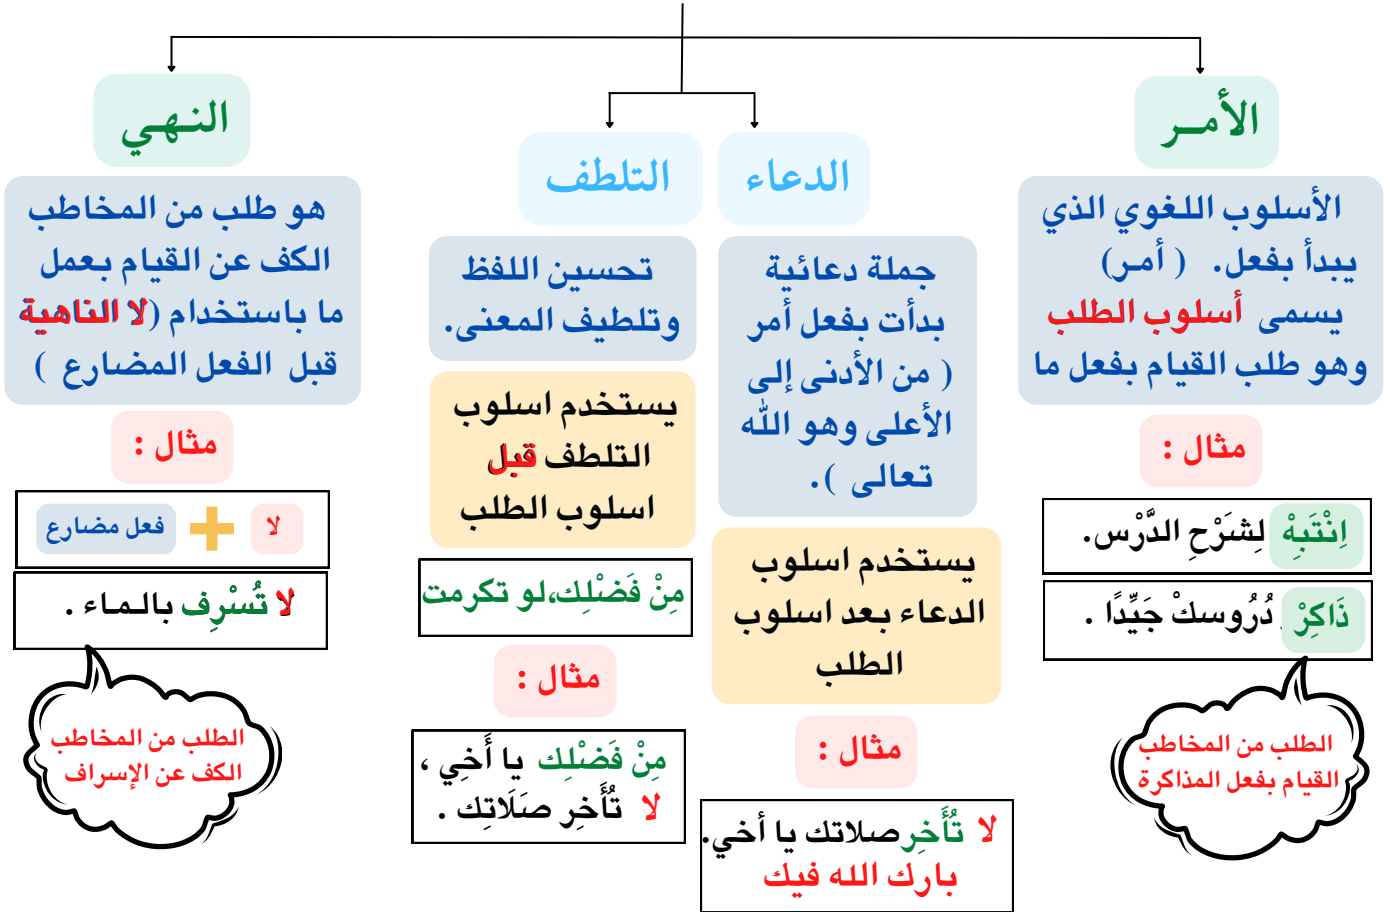 الأمـر
الأسلوب اللغوي الذي
يبدأ بفعل. ( أمـر)
يسمى أسلوب الطلب
وهو طلب القيام بفعل ما
مثال :
اِنْتَبِهْ لِشَرْحِ الدَّرْس.
ذَاكِرْ دُرُوسكْ جَيِّدًا .
الطلب من المخاطب
القيام بفعل المذاكرة
الدعاء
جملة دعائية
بدأت بفعل أمر
( من الأدنى إلى
الأعلى وهو الله
تعالى ).
يستخدم اسلوب
الدعاء بعد اسلوب
الطلب
مثال :
لا تُأَخِر صلاتك يا أخي.
بارك الله فيك
التلطف
تحسين اللفظ
وتلطيف المعنى.
يستخدم اسلوب
التلطف قبل
اسلوب الطلب
مِنْ فَضْلِك،لو تكرمت
مثال :
مِنْ فَضْلِك يا أَخِي ،
لا تُأَخِر صَلَاتِك .
النـهـي
هو طلب من المخاطب
الكف عن القيام بعمل
ما باستخدام (لا الناهية
قبل الفعل المضارع )
مثال :
لا + فعل مضارع
لا تُسْرِف بالـماء .
الطلب من المخاطب
الكف عن الإسراف